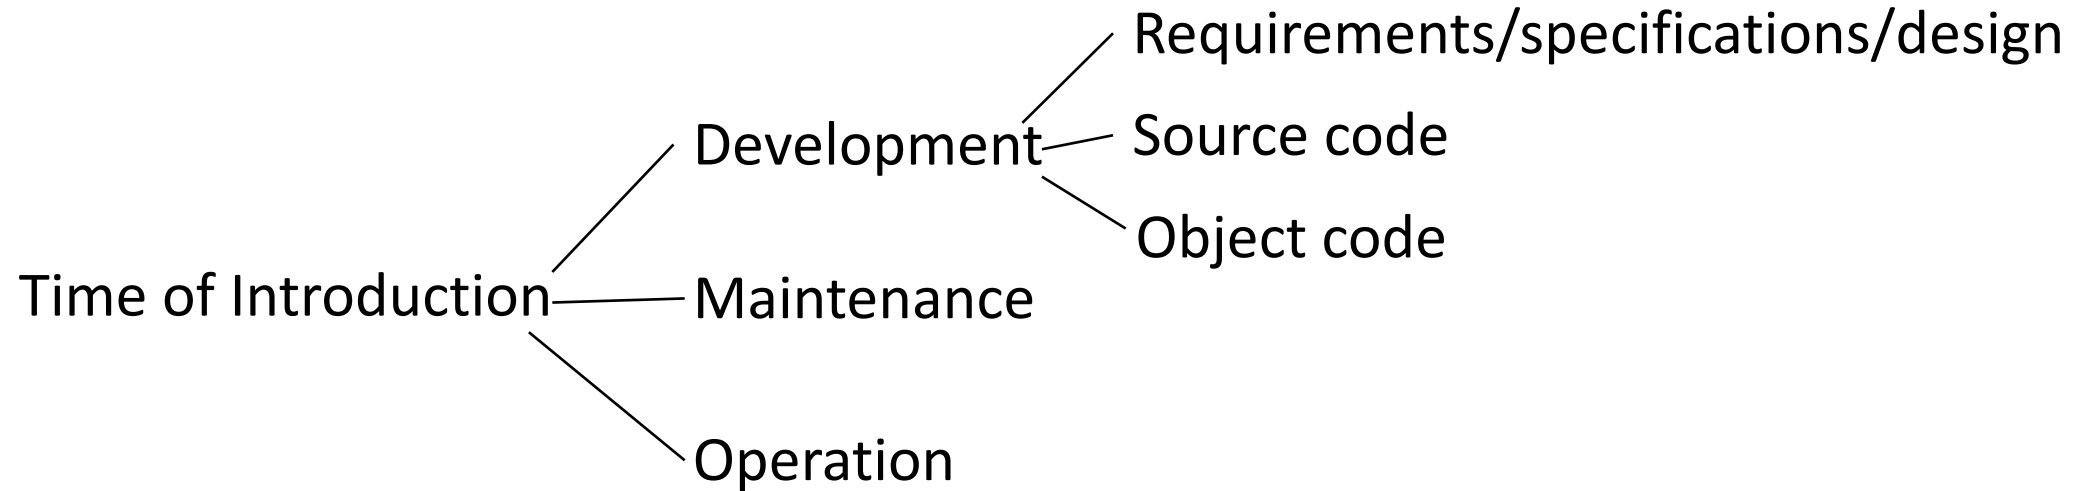 Requirements/specifications/design
Development
Source code
Object code
Time of Introduction
Maintenance
Operation